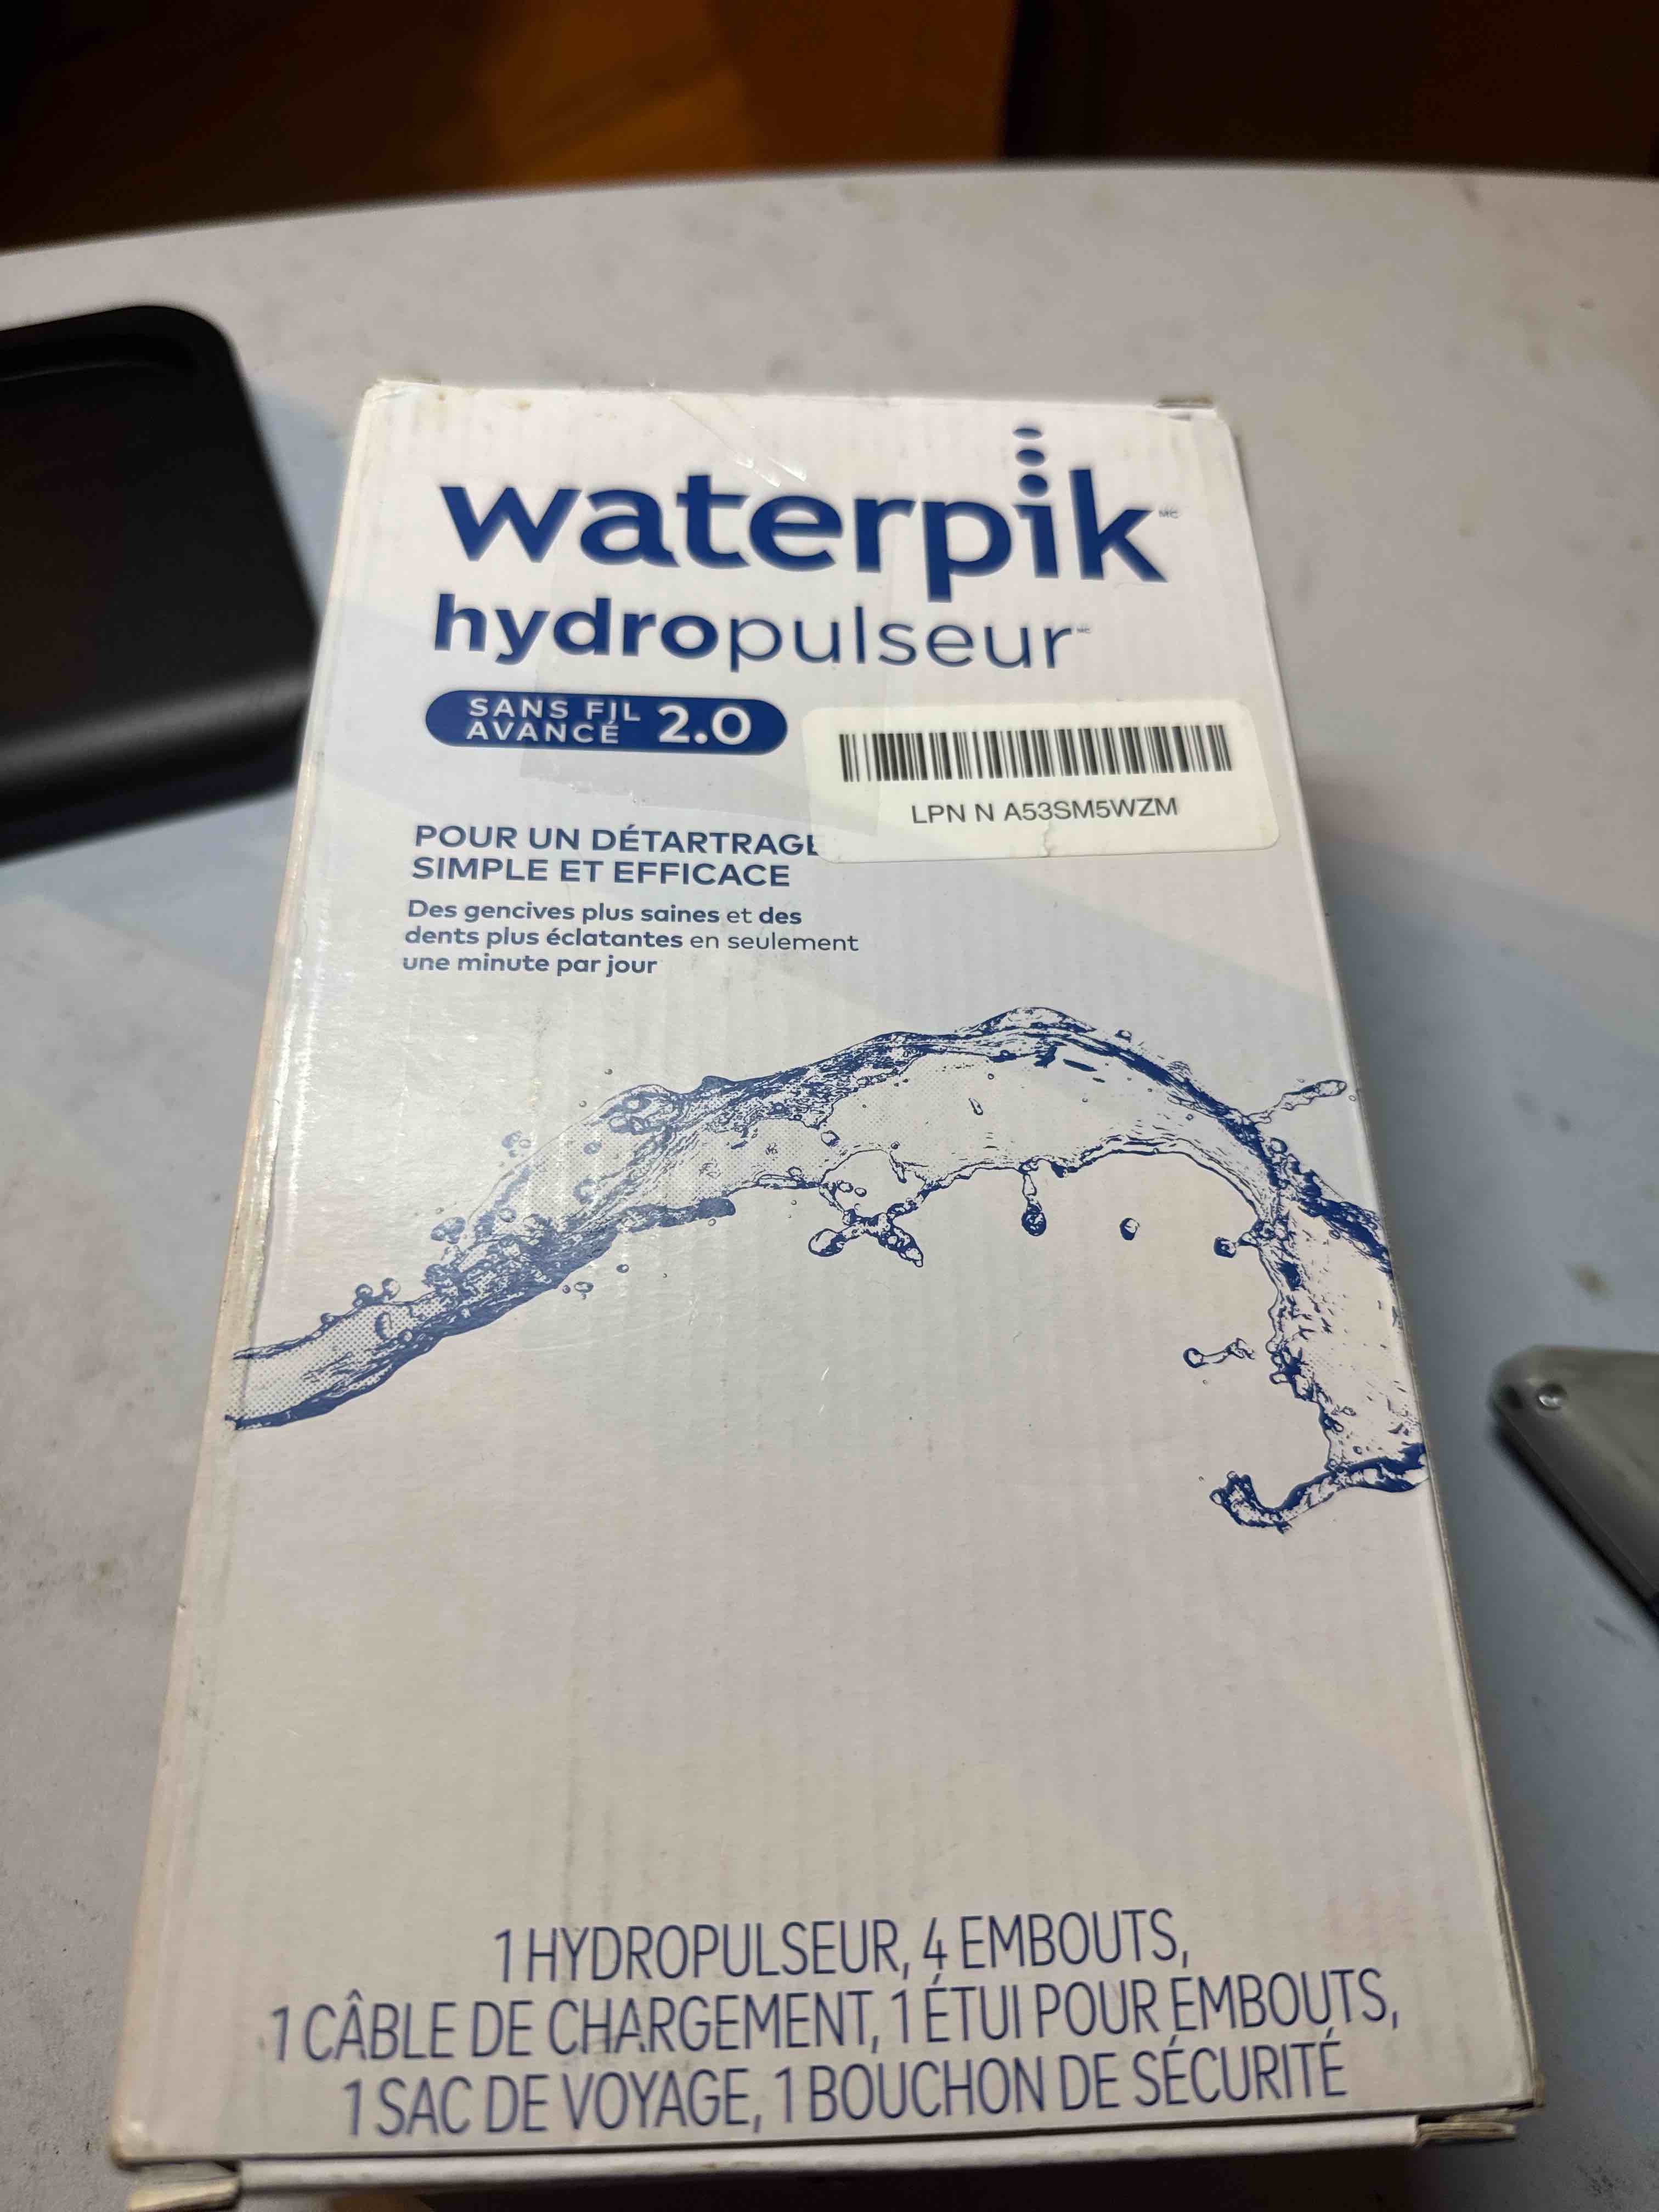 waterpik MC
hydropulseur MC
SANS FIL
AVANCÉ 2.0
LPN N A53SM5WZM
POUR UN DÉTARTRAGE
SIMPLE ET EFFICACE
Des gencives plus saines et des
dents plus éclatantes en seulement
une minute par jour
1 HYDROPULSEUR, 4 EMBOUTS,
1 CÂBLE DE CHARGEMENT, 1 ÉTUI POUR EMBOUTS,
1 SAC DE VOYAGE, 1 BOUCHON DE SÉCURITÉ